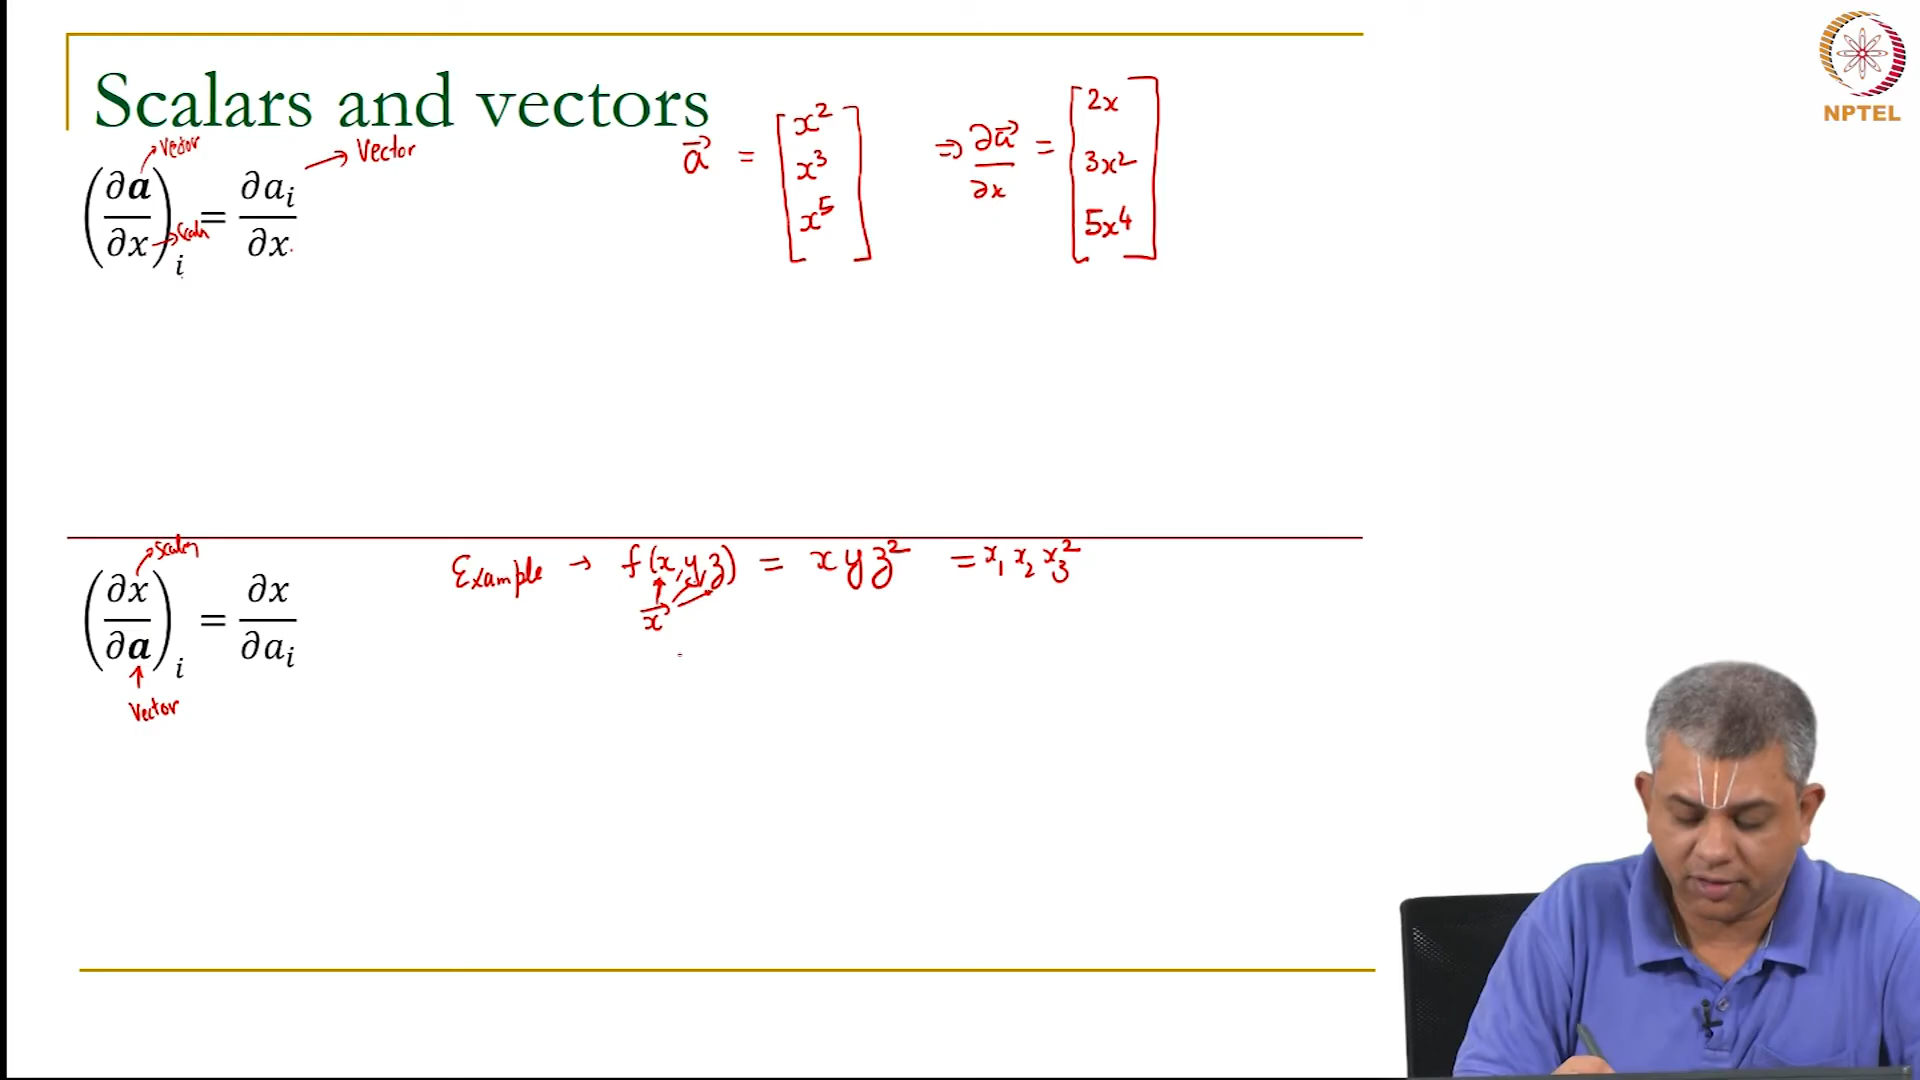 Scalars and vectors
NPTEL
(∂a/∂x)_i = ∂a_i/∂x
vector
scalar
→ Vector
a⃗ = [x² x³ x⁵] ⇒ ∂a⃗/∂x = [2x 3x² 5x⁴]
(∂x/∂a)_i = ∂x/∂a_i
scalar
Vector
Example → f(x,y,z) = xyz² = x₁x₂x₃²
x⃗